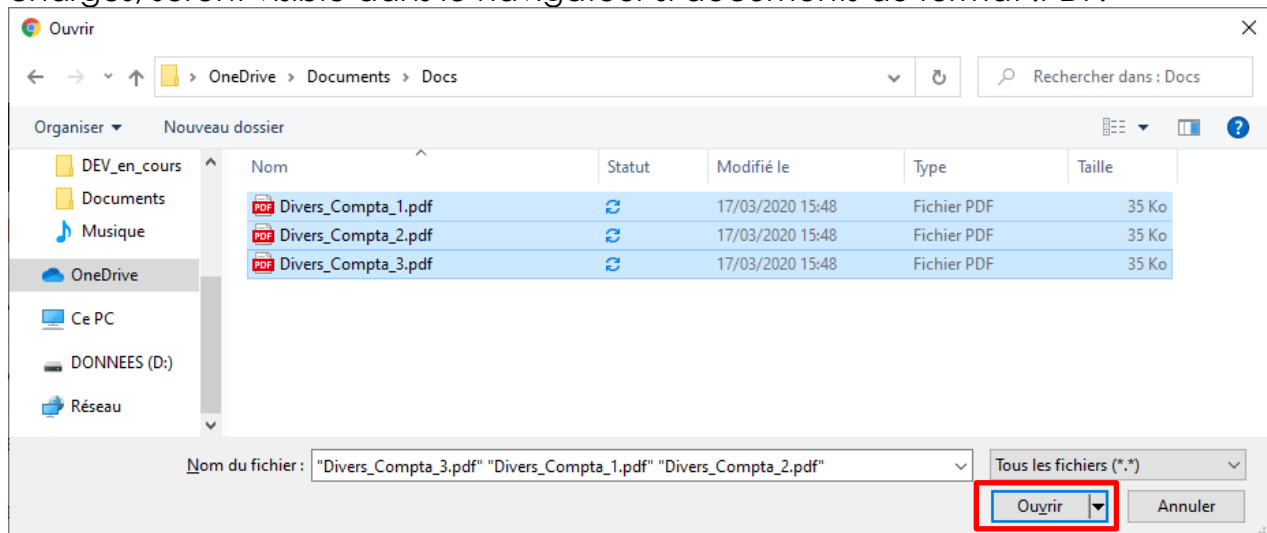 Ouvrir
OneDrive > Documents > Docs
Rechercher dans : Docs
Organiser
Nouveau dossier
Nom Statut Modifié le Type Taille
DEV_en_cours
Documents
Musique
OneDrive
Ce PC
DONNEES (D:)
Réseau
Divers_Compta_1.pdf 17/03/2020 15:48 Fichier PDF 35 Ko
Divers_Compta_2.pdf 17/03/2020 15:48 Fichier PDF 35 Ko
Divers_Compta_3.pdf 17/03/2020 15:48 Fichier PDF 35 Ko
Nom du fichier : "Divers_Compta_3.pdf" "Divers_Compta_1.pdf" "Divers_Compta_2.pdf"
Tous les fichiers (*.*)
Ouvrir
Annuler